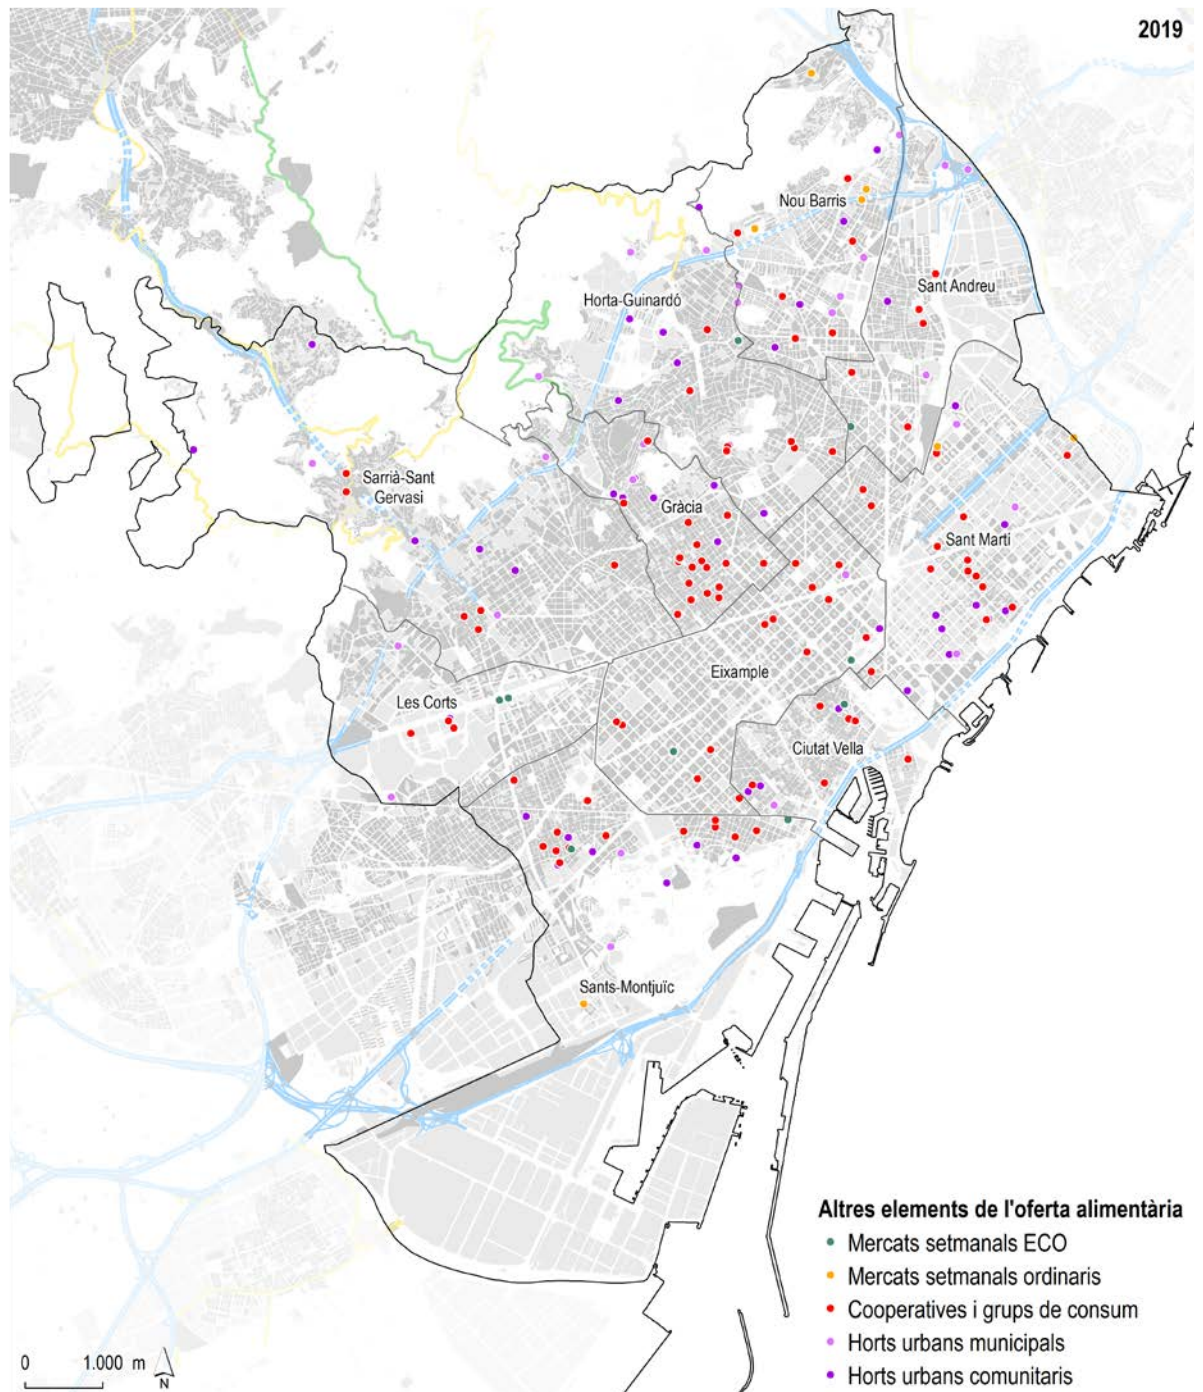 2019
Nou Barris
Sant Andreu
Horta-Guinardó
Sarrià-Sant
Gervasi
Gràcia
Sant Martí
Eixample
Les Corts
Ciutat Vella
Sants-Montjuïc
Altres elements de l'oferta alimentària
Mercats setmanals ECO
Mercats setmanals ordinaris
Cooperatives i grups de consum
Horts urbans municipals
Horts urbans comunitaris
0 1.000 m
N